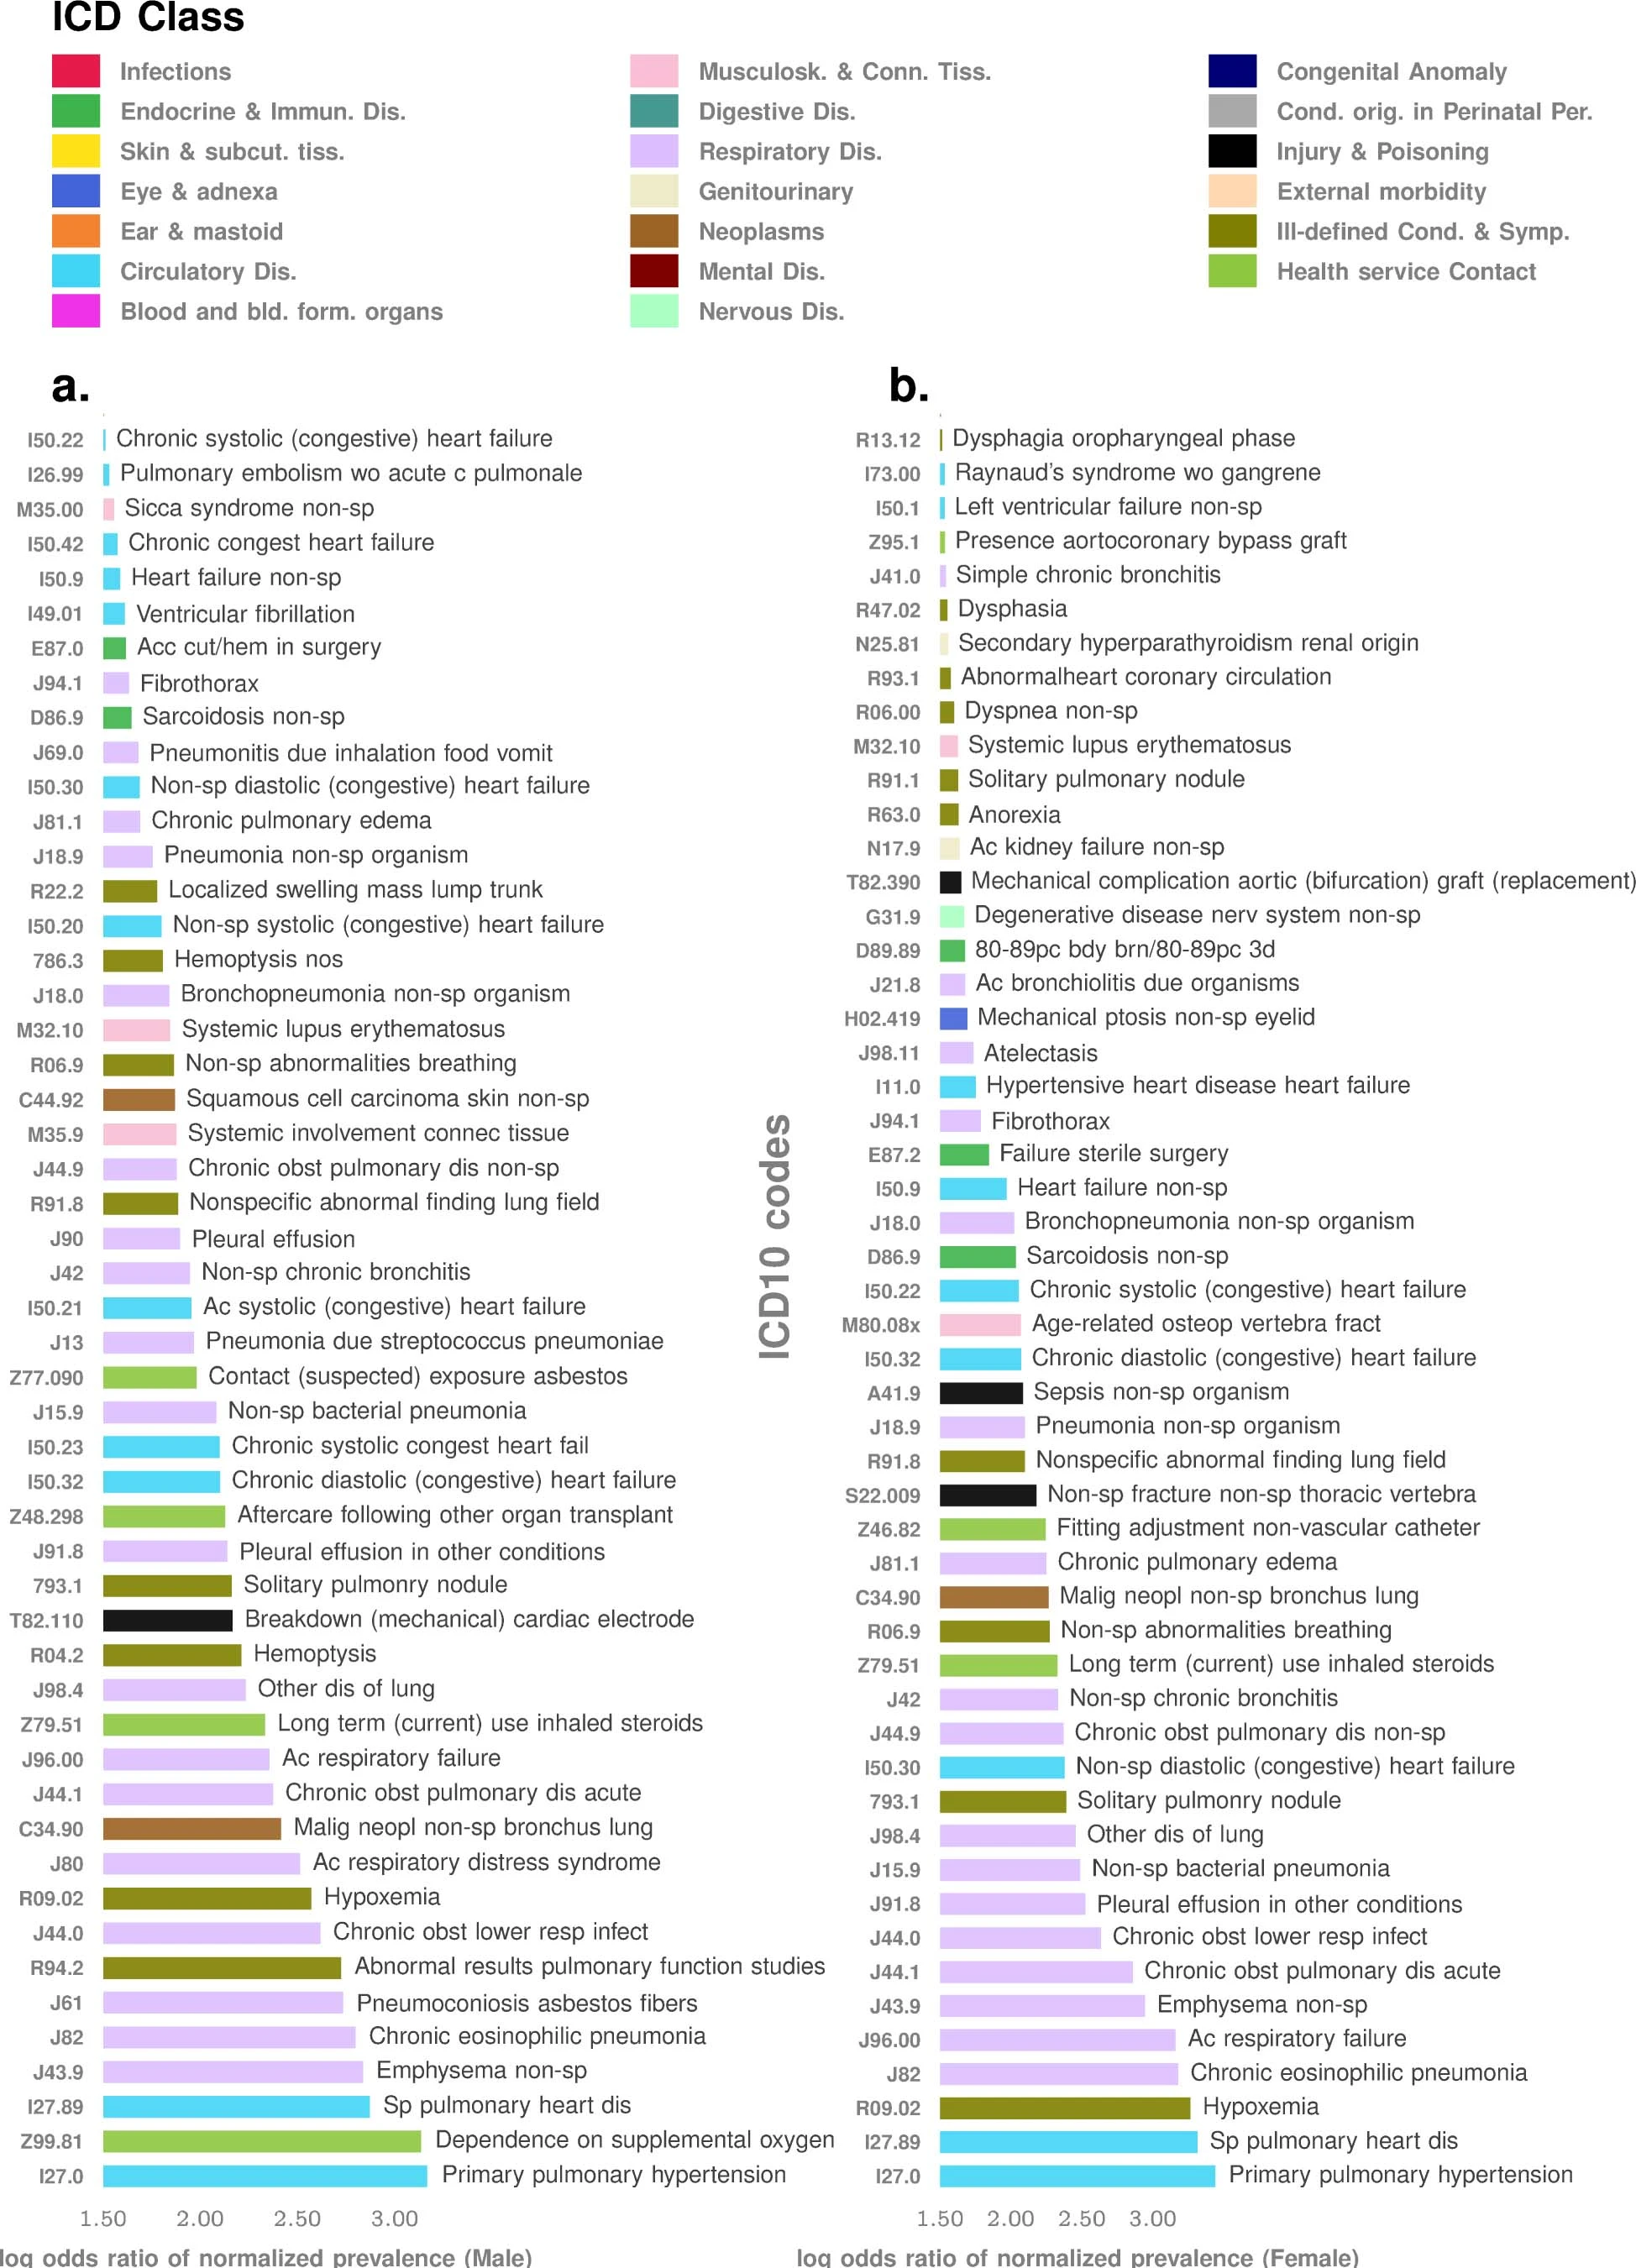 ICD Class
Infections
Endocrine & Immun. Dis.
Skin & subcut. tiss.
Eye & adnexa
Ear & mastoid
Circulatory Dis.
Blood and bld. form. organs
Musculosk. & Conn. Tiss.
Digestive Dis.
Respiratory Dis.
Genitourinary
Neoplasms
Mental Dis.
Nervous Dis.
Congenital Anomaly
Cond. orig. in Perinatal Per.
Injury & Poisoning
External morbidity
Ill-defined Cond. & Symp.
Health service Contact
a.
I50.22 Chronic systolic (congestive) heart failure
I26.99 Pulmonary embolism wo acute c pulmonale
M35.00 Sicca syndrome non-sp
I50.42 Chronic congest heart failure
I50.9 Heart failure non-sp
I49.01 Ventricular fibrillation
E87.0 Acc cut/hem in surgery
J94.1 Fibrothorax
D86.9 Sarcoidosis non-sp
J69.0 Pneumonitis due inhalation food vomit
I50.30 Non-sp diastolic (congestive) heart failure
J81.1 Chronic pulmonary edema
J18.9 Pneumonia non-sp organism
R22.2 Localized swelling mass lump trunk
I50.20 Non-sp systolic (congestive) heart failure
786.3 Hemoptysis nos
J18.0 Bronchopneumonia non-sp organism
M32.10 Systemic lupus erythematosus
R06.9 Non-sp abnormalities breathing
C44.92 Squamous cell carcinoma skin non-sp
M35.9 Systemic involvement connec tissue
J44.9 Chronic obst pulmonary dis non-sp
R91.8 Nonspecific abnormal finding lung field
J90 Pleural effusion
J42 Non-sp chronic bronchitis
I50.21 Ac systolic (congestive) heart failure
J13 Pneumonia due streptococcus pneumoniae
Z77.090 Contact (suspected) exposure asbestos
J15.9 Non-sp bacterial pneumonia
I50.23 Chronic systolic congest heart fail
I50.32 Chronic diastolic (congestive) heart failure
Z48.298 Aftercare following other organ transplant
J91.8 Pleural effusion in other conditions
793.1 Solitary pulmonry nodule
T82.110 Breakdown (mechanical) cardiac electrode
R04.2 Hemoptysis
J98.4 Other dis of lung
Z79.51 Long term (current) use inhaled steroids
J96.00 Ac respiratory failure
J44.1 Chronic obst pulmonary dis acute
C34.90 Malig neopl non-sp bronchus lung
J80 Ac respiratory distress syndrome
R09.02 Hypoxemia
J44.0 Chronic obst lower resp infect
R94.2 Abnormal results pulmonary function studies
J61 Pneumoconiosis asbestos fibers
J82 Chronic eosinophilic pneumonia
J43.9 Emphysema non-sp
I27.89 Sp pulmonary heart dis
Z99.81 Dependence on supplemental oxygen
I27.0 Primary pulmonary hypertension
1.50 2.00 2.50 3.00
log odds ratio of normalized prevalence (Male)
ICD10 codes
b.
R13.12 Dysphagia oropharyngeal phase
I73.00 Raynaud's syndrome wo gangrene
I50.1 Left ventricular failure non-sp
Z95.1 Presence aortocoronary bypass graft
J41.0 Simple chronic bronchitis
R47.02 Dysphasia
N25.81 Secondary hyperparathyroidism renal origin
R93.1 Abnormalheart coronary circulation
R06.00 Dyspnea non-sp
M32.10 Systemic lupus erythematosus
R91.1 Solitary pulmonary nodule
R63.0 Anorexia
N17.9 Ac kidney failure non-sp
T82.390 Mechanical complication aortic (bifurcation) graft (replacement)
G31.9 Degenerative disease nerv system non-sp
D89.89 80-89pc bdy brn/80-89pc 3d
J21.8 Ac bronchiolitis due organisms
H02.419 Mechanical ptosis non-sp eyelid
J98.11 Atelectasis
I11.0 Hypertensive heart disease heart failure
J94.1 Fibrothorax
E87.2 Failure sterile surgery
I50.9 Heart failure non-sp
J18.0 Bronchopneumonia non-sp organism
D86.9 Sarcoidosis non-sp
I50.22 Chronic systolic (congestive) heart failure
M80.08x Age-related osteop vertebra fract
I50.32 Chronic diastolic (congestive) heart failure
A41.9 Sepsis non-sp organism
J18.9 Pneumonia non-sp organism
R91.8 Nonspecific abnormal finding lung field
S22.009 Non-sp fracture non-sp thoracic vertebra
Z46.82 Fitting adjustment non-vascular catheter
J81.1 Chronic pulmonary edema
C34.90 Malig neopl non-sp bronchus lung
R06.9 Non-sp abnormalities breathing
Z79.51 Long term (current) use inhaled steroids
J42 Non-sp chronic bronchitis
J44.9 Chronic obst pulmonary dis non-sp
I50.30 Non-sp diastolic (congestive) heart failure
793.1 Solitary pulmonry nodule
J98.4 Other dis of lung
J15.9 Non-sp bacterial pneumonia
J91.8 Pleural effusion in other conditions
J44.0 Chronic obst lower resp infect
J44.1 Chronic obst pulmonary dis acute
J43.9 Emphysema non-sp
J96.00 Ac respiratory failure
J82 Chronic eosinophilic pneumonia
R09.02 Hypoxemia
I27.89 Sp pulmonary heart dis
I27.0 Primary pulmonary hypertension
1.50 2.00 2.50 3.00
log odds ratio of normalized prevalence (Female)